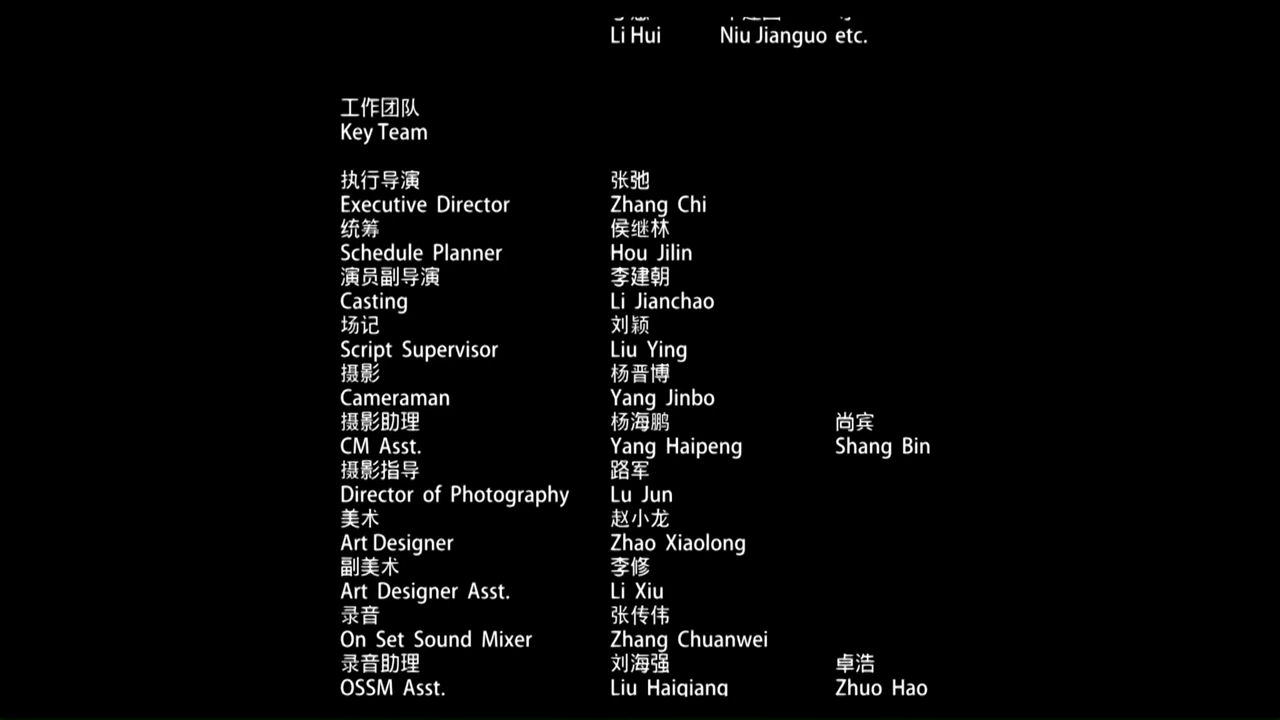 Li Hui Niu Jianguo etc.
工作团队
Key Team
执行导演 张弛
Executive Director Zhang Chi
统筹 侯继林
Schedule Planner Hou Jilin
演员副导演 李建朝
Casting Li Jianchao
场记 刘颖
Script Supervisor Liu Ying
摄影 杨晋博
Cameraman Yang Jinbo
摄影助理 杨海鹏 尚宾
CM Asst. Yang Haipeng Shang Bin
摄影指导 路军
Director of Photography Lu Jun
美术 赵小龙
Art Designer Zhao Xiaolong
副美术 李修
Art Designer Asst. Li Xiu
录音 张传伟
On Set Sound Mixer Zhang Chuanwei
录音助理 刘海强 卓浩
OSSM Asst. Liu Haiqiang Zhuo Hao